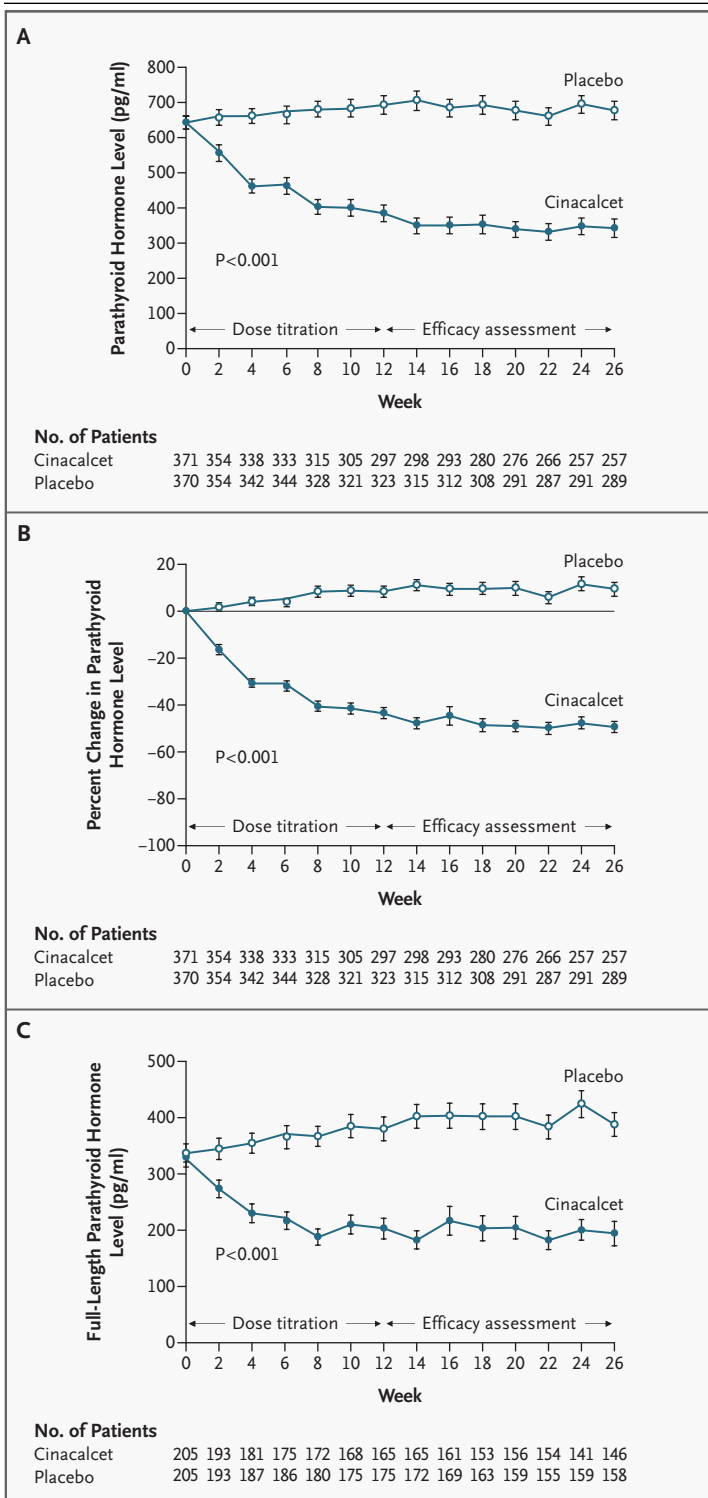 A
Parathyroid Hormone Level (pg/ml)
800
700
600
500
400
300
200
100
0
Placebo
Cinacalcet
P<0.001
Dose titration
Efficacy assessment
0 2 4 6 8 10 12 14 16 18 20 22 24 26
Week
No. of Patients
Cinacalcet 371 354 338 333 315 305 297 298 293 280 276 266 257 257
Placebo 370 354 342 344 328 321 323 315 312 308 291 287 291 289
B
Percent Change in Parathyroid
Hormone Level
20
0
−20
−40
−60
−80
−100
Placebo
Cinacalcet
P<0.001
Dose titration
Efficacy assessment
0 2 4 6 8 10 12 14 16 18 20 22 24 26
Week
No. of Patients
Cinacalcet 371 354 338 333 315 305 297 298 293 280 276 266 257 257
Placebo 370 354 342 344 328 321 323 315 312 308 291 287 291 289
C
Full-Length Parathyroid Hormone
Level (pg/ml)
500
400
300
200
100
0
Placebo
Cinacalcet
P<0.001
Dose titration
Efficacy assessment
0 2 4 6 8 10 12 14 16 18 20 22 24 26
Week
No. of Patients
Cinacalcet 205 193 181 175 172 168 165 165 161 153 156 154 141 146
Placebo 205 193 187 186 180 175 175 172 169 163 159 155 159 158